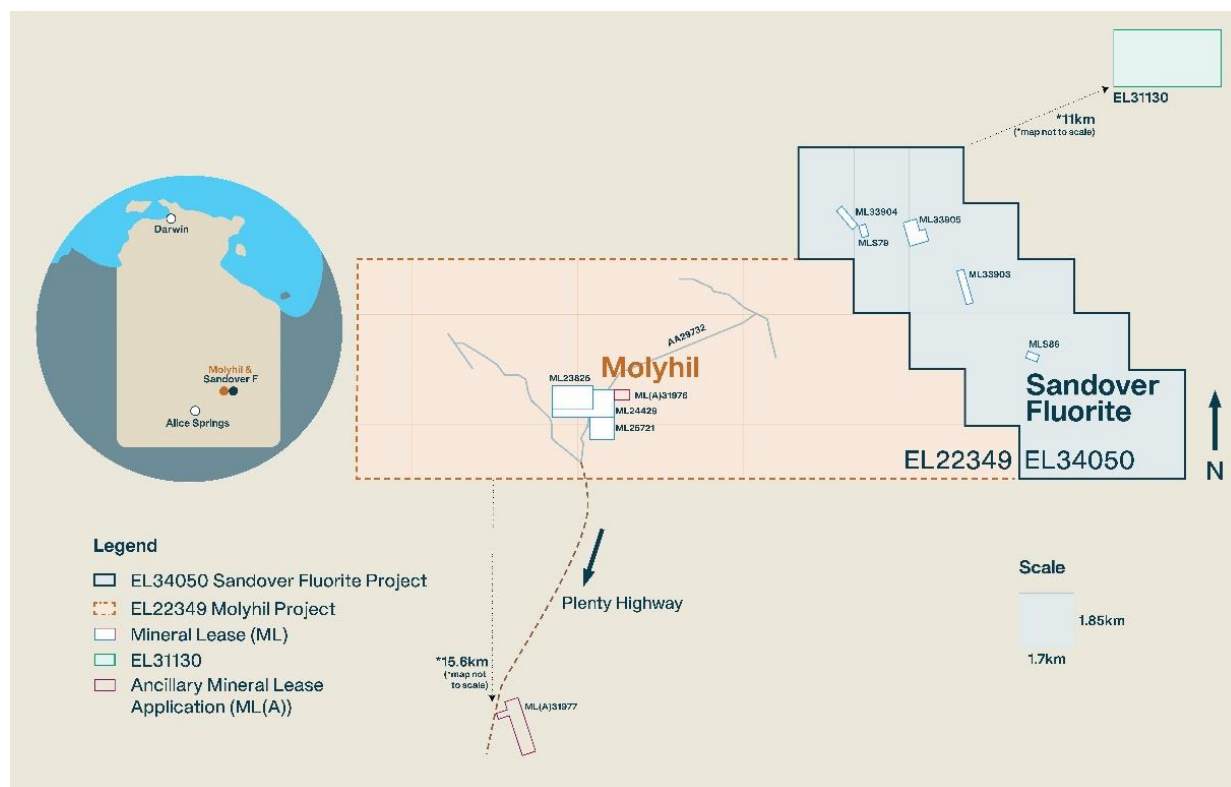 EL31130
*11km
(*map not to scale)
Darwin
Molyhil &
Sandover F
Alice Springs
ML33904
MLS79
ML33905
ML33903
MLS86
AA29732
Molyhil
ML23825
ML(A)31976
ML24429
ML25721
Sandover
Fluorite
EL22349
EL34050
N
Legend
EL34050 Sandover Fluorite Project
EL22349 Molyhil Project
Mineral Lease (ML)
EL31130
Ancillary Mineral Lease
Application (ML(A))
Plenty Highway
*15.6km
(*map not
to scale)
ML(A)31977
Scale
1.85km
1.7km